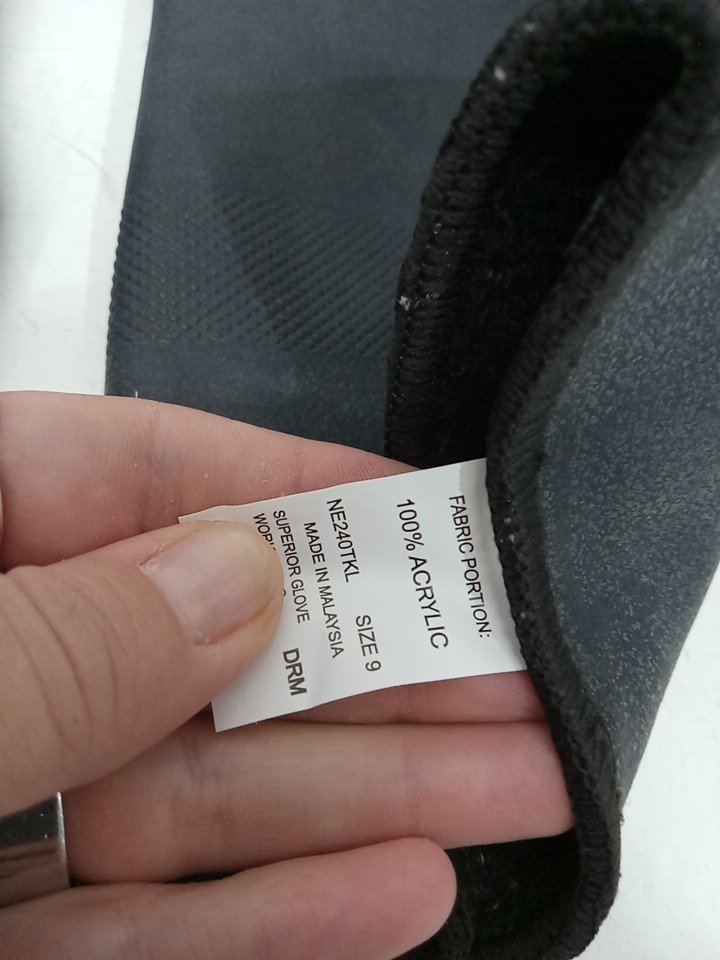 FABRIC PORTION:
100% ACRYLIC
NE240TKL SIZE 9
MADE IN MALAYSIA
SUPERIOR GLOVE
DRM